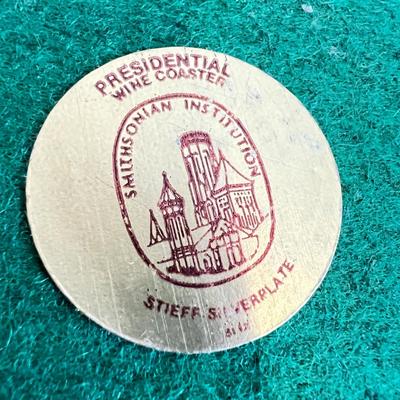 PRESIDENTIAL
WINE COASTER
SMITHSONIAN INSTITUTION
STIEFF SILVERPLATE